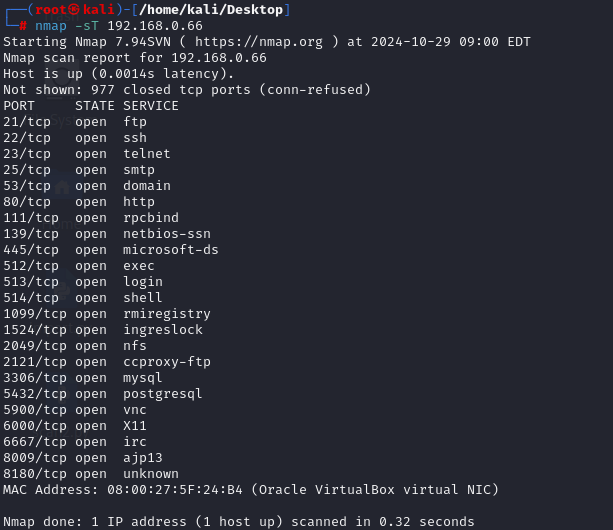 ┌──(root㉿kali)-[/home/kali/Desktop]
└─# nmap -sT 192.168.0.66
Starting Nmap 7.94SVN ( https://nmap.org ) at 2024-10-29 09:00 EDT
Nmap scan report for 192.168.0.66
Host is up (0.0014s latency).
Not shown: 977 closed tcp ports (conn-refused)
PORT     STATE SERVICE
21/tcp   open  ftp
22/tcp   open  ssh
23/tcp   open  telnet
25/tcp   open  smtp
53/tcp   open  domain
80/tcp   open  http
111/tcp  open  rpcbind
139/tcp  open  netbios-ssn
445/tcp  open  microsoft-ds
512/tcp  open  exec
513/tcp  open  login
514/tcp  open  shell
1099/tcp open  rmiregistry
1524/tcp open  ingreslock
2049/tcp open  nfs
2121/tcp open  ccproxy-ftp
3306/tcp open  mysql
5432/tcp open  postgresql
5900/tcp open  vnc
6000/tcp open  X11
6667/tcp open  irc
8009/tcp open  ajp13
8180/tcp open  unknown
MAC Address: 08:00:27:5F:24:B4 (Oracle VirtualBox virtual NIC)

Nmap done: 1 IP address (1 host up) scanned in 0.32 seconds